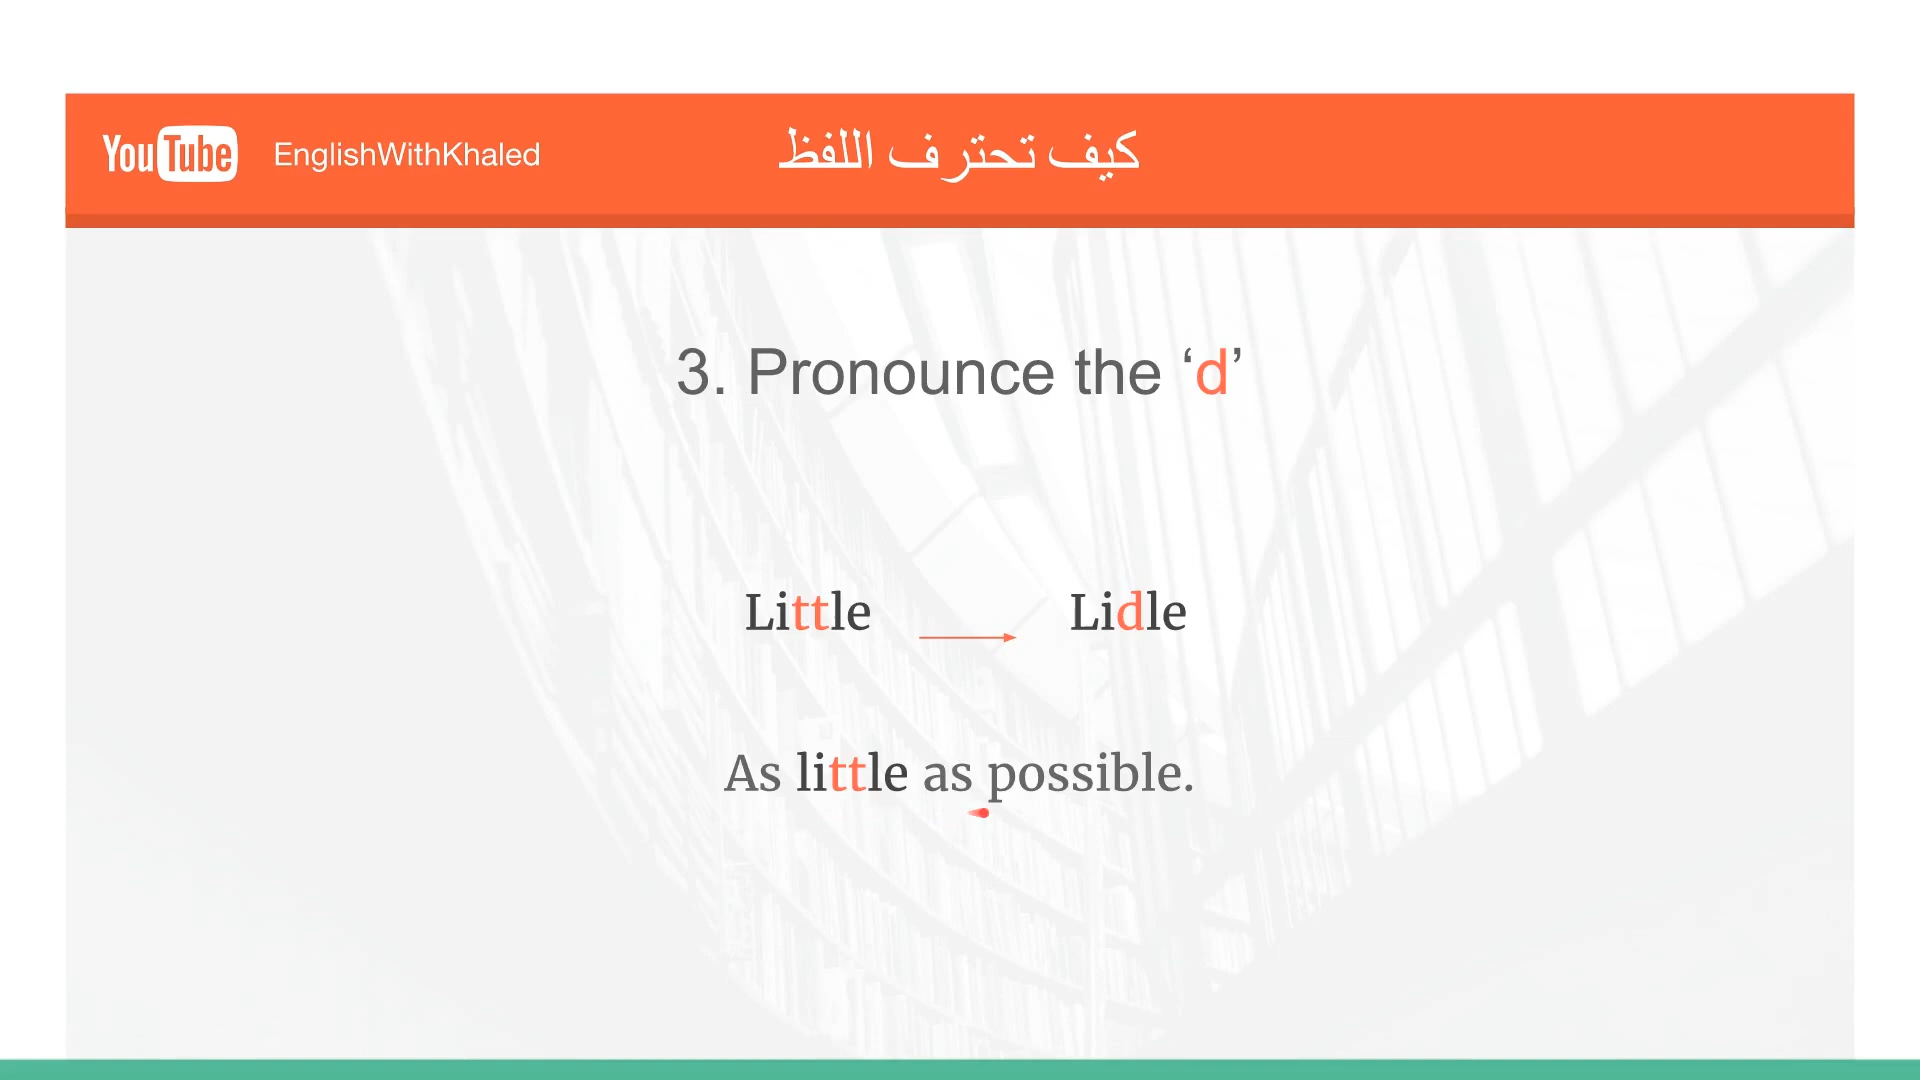 YouTube EnglishWithKhaled
كيف تحترف اللفظ
3. Pronounce the ‘d’
Little Lidle
As little as possible.